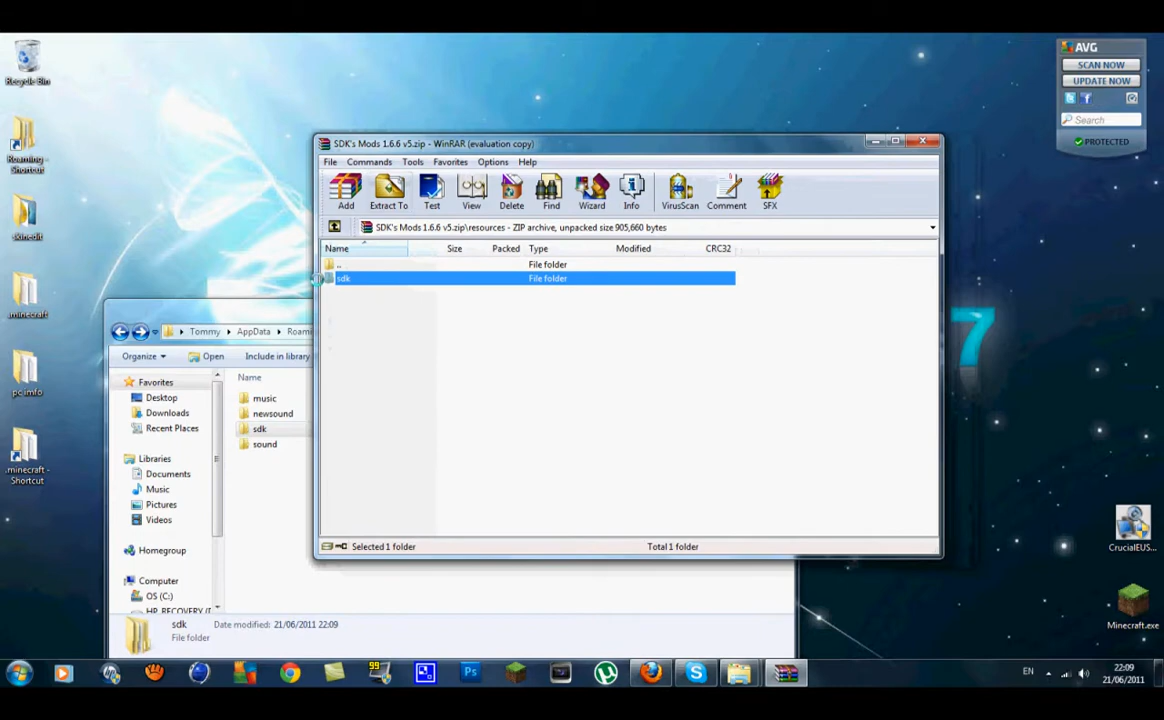 Recycle Bin
Roaming -
Shortcut
skinedit
.minecraft
pc imfo
.minecraft -
Shortcut
AVG
SCAN NOW
UPDATE NOW
Search
PROTECTED
SDK's Mods 1.6.6 v5.zip - WinRAR (evaluation copy)
File Commands Tools Favorites Options Help
Add Extract To Test View Delete Find Wizard Info VirusScan Comment SFX
SDK's Mods 1.6.6 v5.zip\resources - ZIP archive, unpacked size 905,660 bytes
Name Size Packed Type Modified CRC32
.. File folder
sdk File folder
Selected 1 folder Total 1 folder
Tommy AppData Roami
Organize Open Include in library
Name
Favorites
Desktop
Downloads
Recent Places
Libraries
Documents
Music
Pictures
Videos
Homegroup
Computer
OS (C:)
HP_RECOVERY (D
music
newsound
sdk
sound
sdk Date modified: 21/06/2011 22:09
File folder
7
CrucialEUS...
Minecraft.exe
99
Ps
EN
22:09
21/06/2011